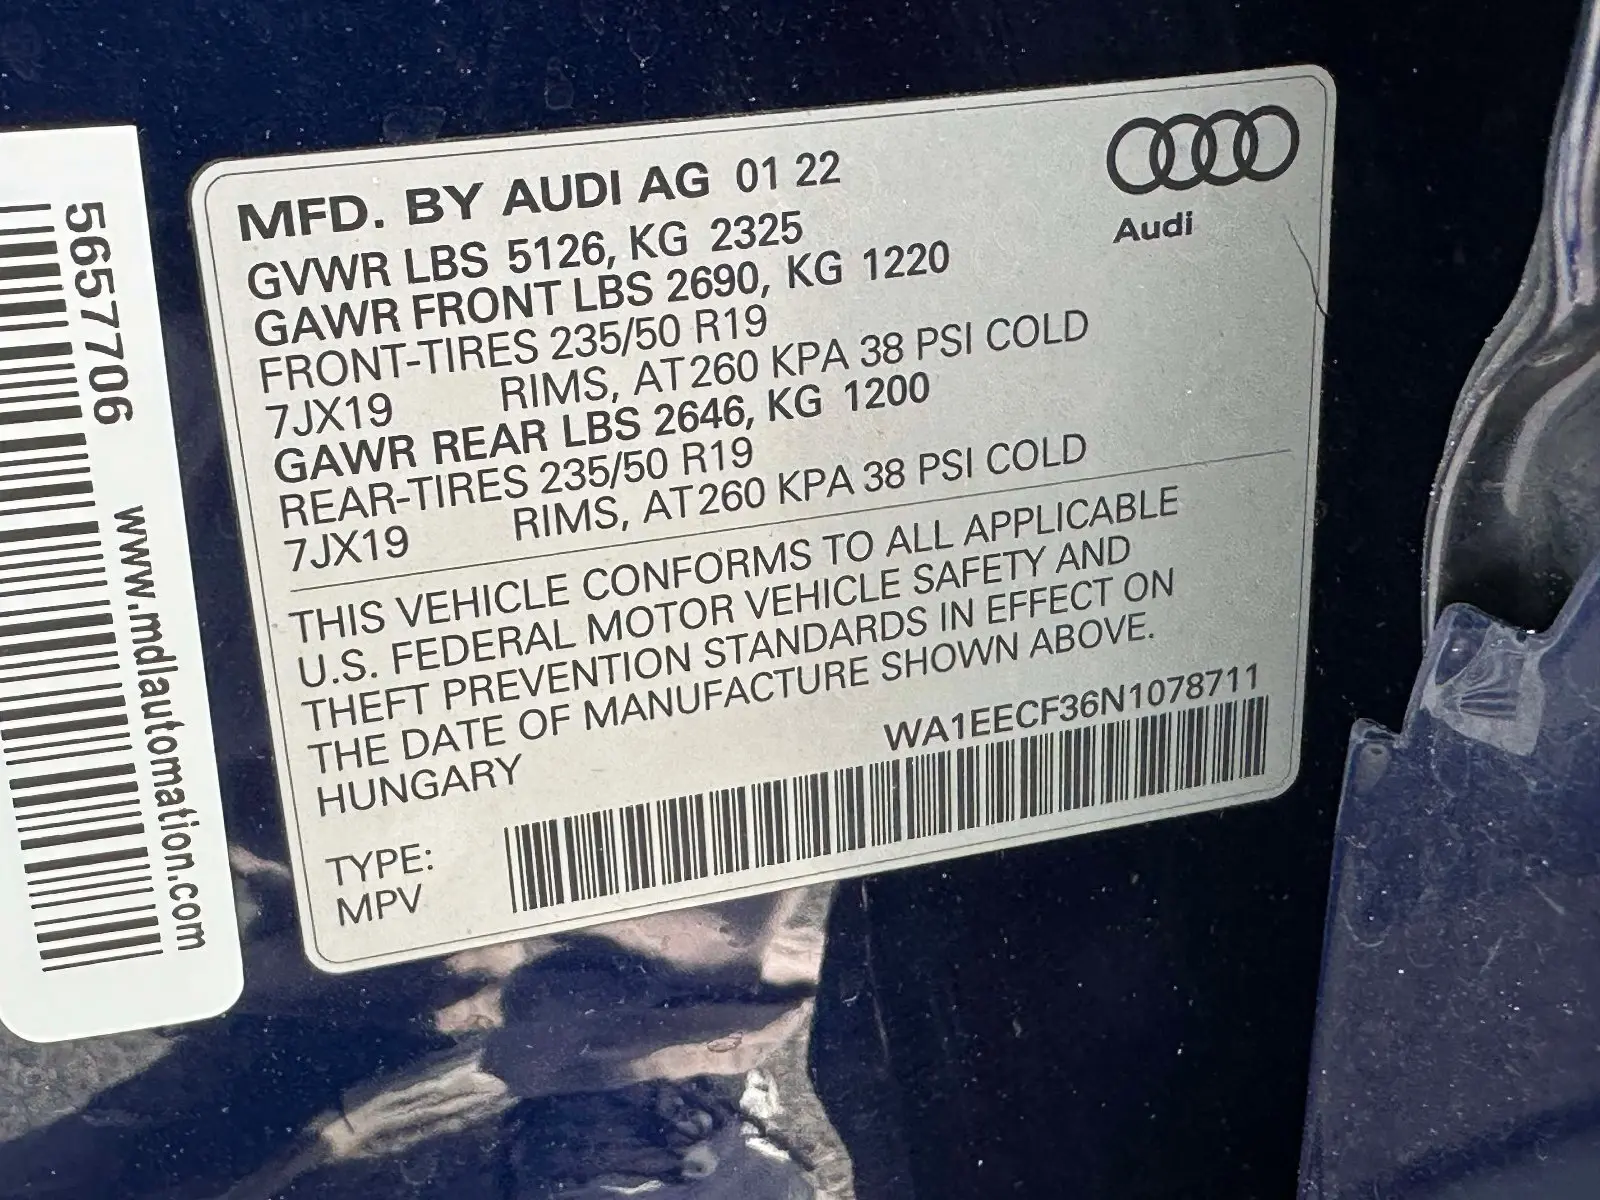 5657706
www.mdlautomation.com
MFD. BY AUDI AG 01 22
Audi
GVWR LBS 5126, KG 2325
GAWR FRONT LBS 2690, KG 1220
FRONT-TIRES 235/50 R19
7JX19 RIMS, AT 260 KPA 38 PSI COLD
GAWR REAR LBS 2646, KG 1200
REAR-TIRES 235/50 R19
7JX19 RIMS, AT 260 KPA 38 PSI COLD
THIS VEHICLE CONFORMS TO ALL APPLICABLE
U.S. FEDERAL MOTOR VEHICLE SAFETY AND
THEFT PREVENTION STANDARDS IN EFFECT ON
THE DATE OF MANUFACTURE SHOWN ABOVE.
HUNGARY
WA1EECF36N1078711
TYPE:
MPV